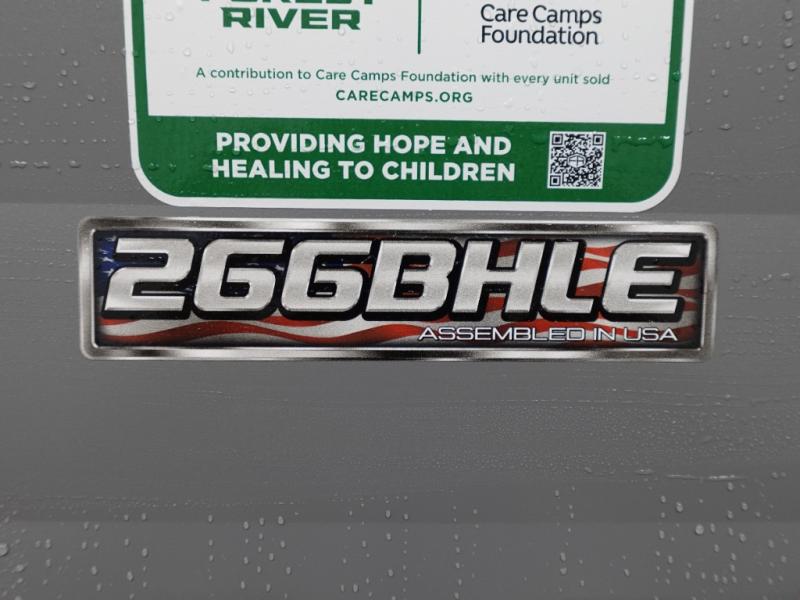 RIVER
Care Camps
Foundation
A contribution to Care Camps Foundation with every unit sold
CARECAMPS.ORG
PROVIDING HOPE AND
HEALING TO CHILDREN
266BHLE
ASSEMBLED IN USA